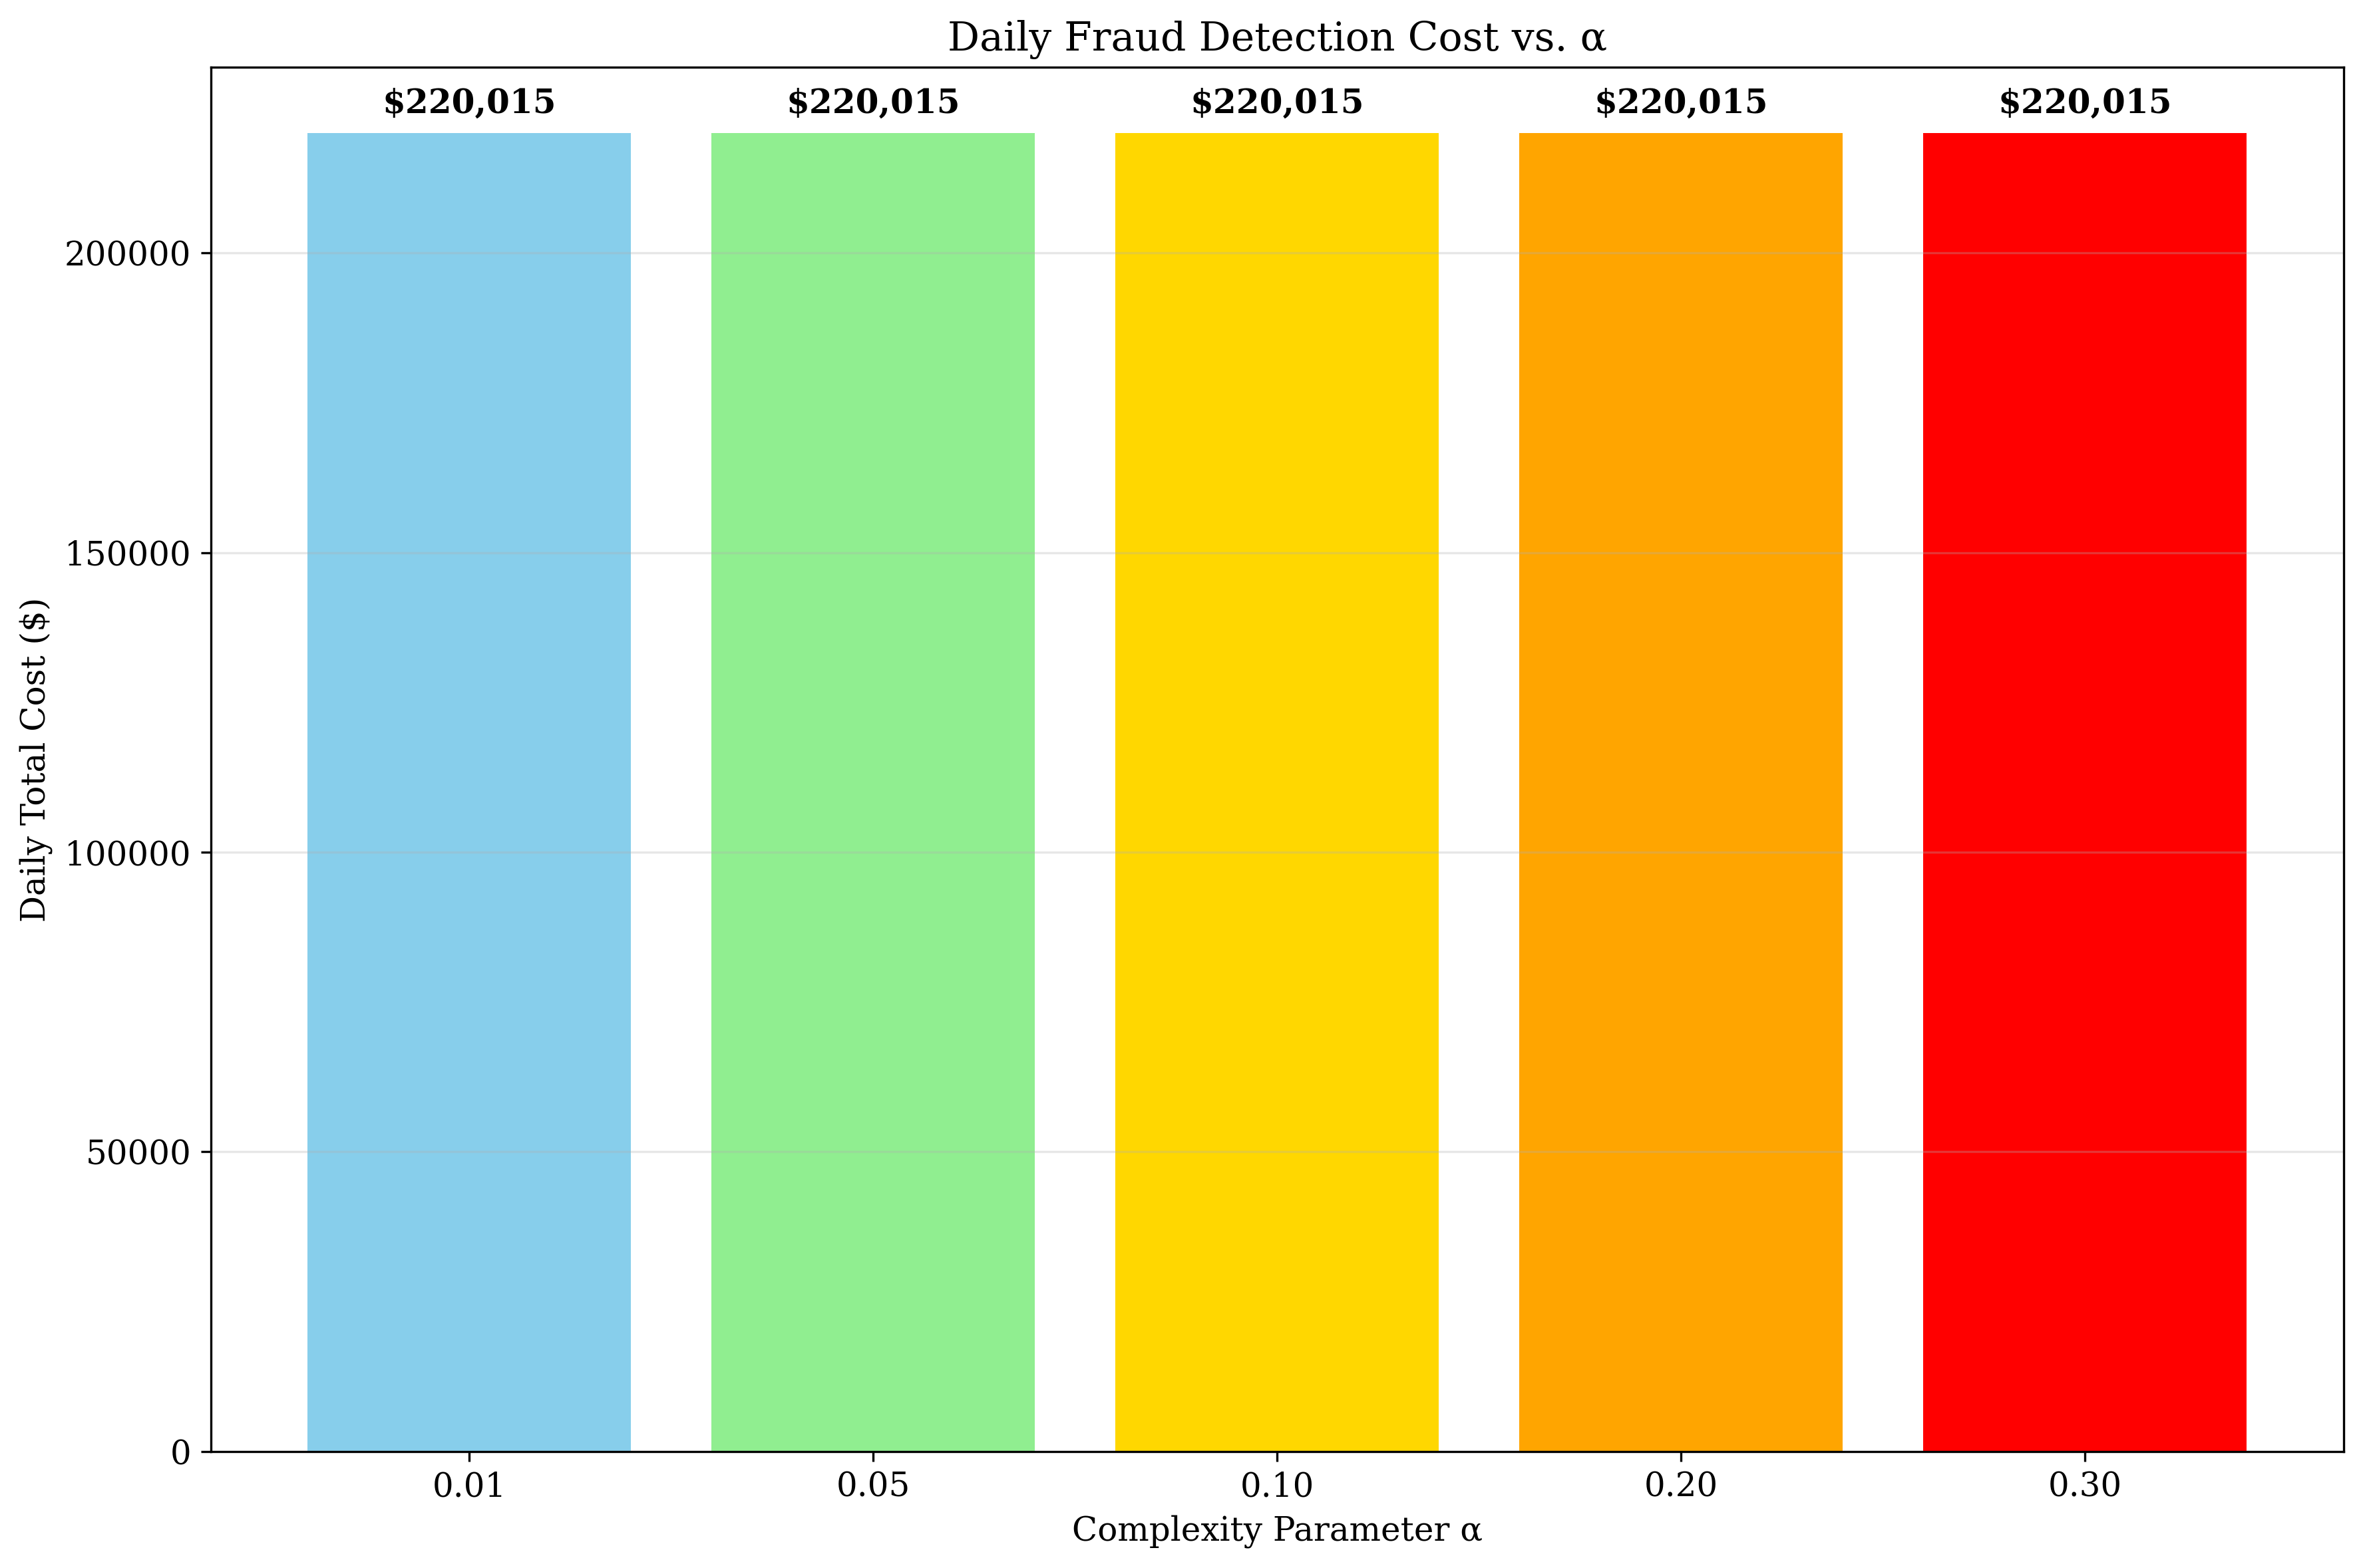 Daily Fraud Detection Cost vs. α
$220,015 $220,015 $220,015 $220,015 $220,015
Daily Total Cost ($)
200000
150000
100000
50000
0
0.01 0.05 0.10 0.20 0.30
Complexity Parameter α